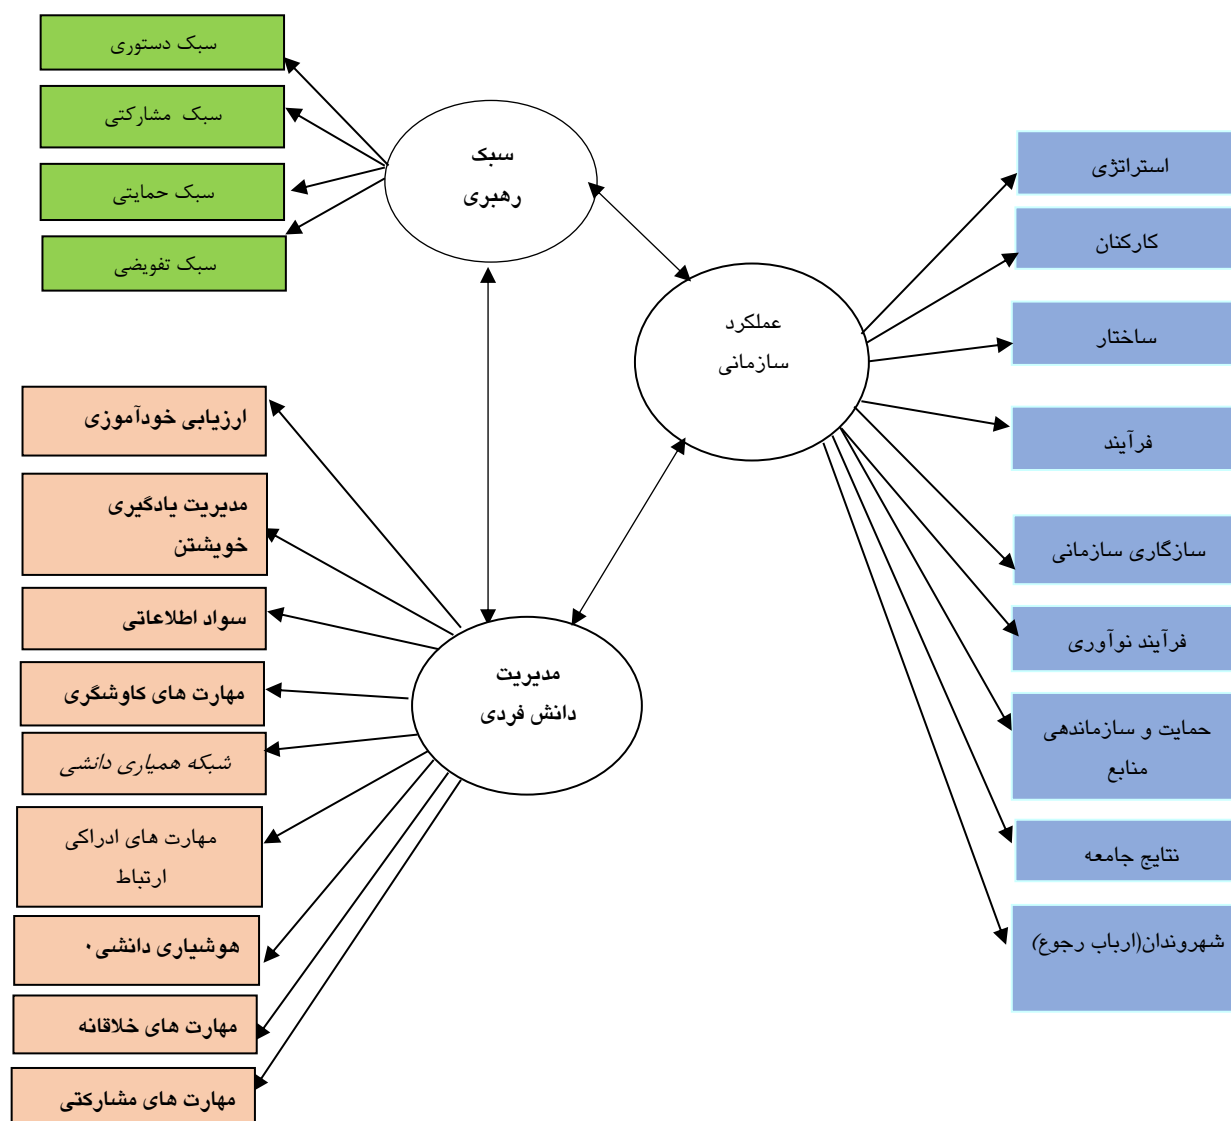 سبک دستوری
سبک مشارکتی
سبک حمایتی
سبک تفویضی
سبک
رهبری
عملکرد
سازمانی
استراتژی
کارکنان
ساختار
فرآیند
سازگاری سازمانی
فرآیند نوآوری
حمایت و سازماندهی
منابع
نتایج جامعه
شهروندان(ارباب رجوع)
مدیریت
دانش فردی
ارزیابی خودآموزی
مدیریت یادگیری
خویشتن
سواد اطلاعاتی
مهارت های کاوشگری
شبکه همیاری دانشی
مهارت های ادراکی
ارتباط
هوشیاری دانشی۰
مهارت های خلاقانه
مهارت های مشارکتی